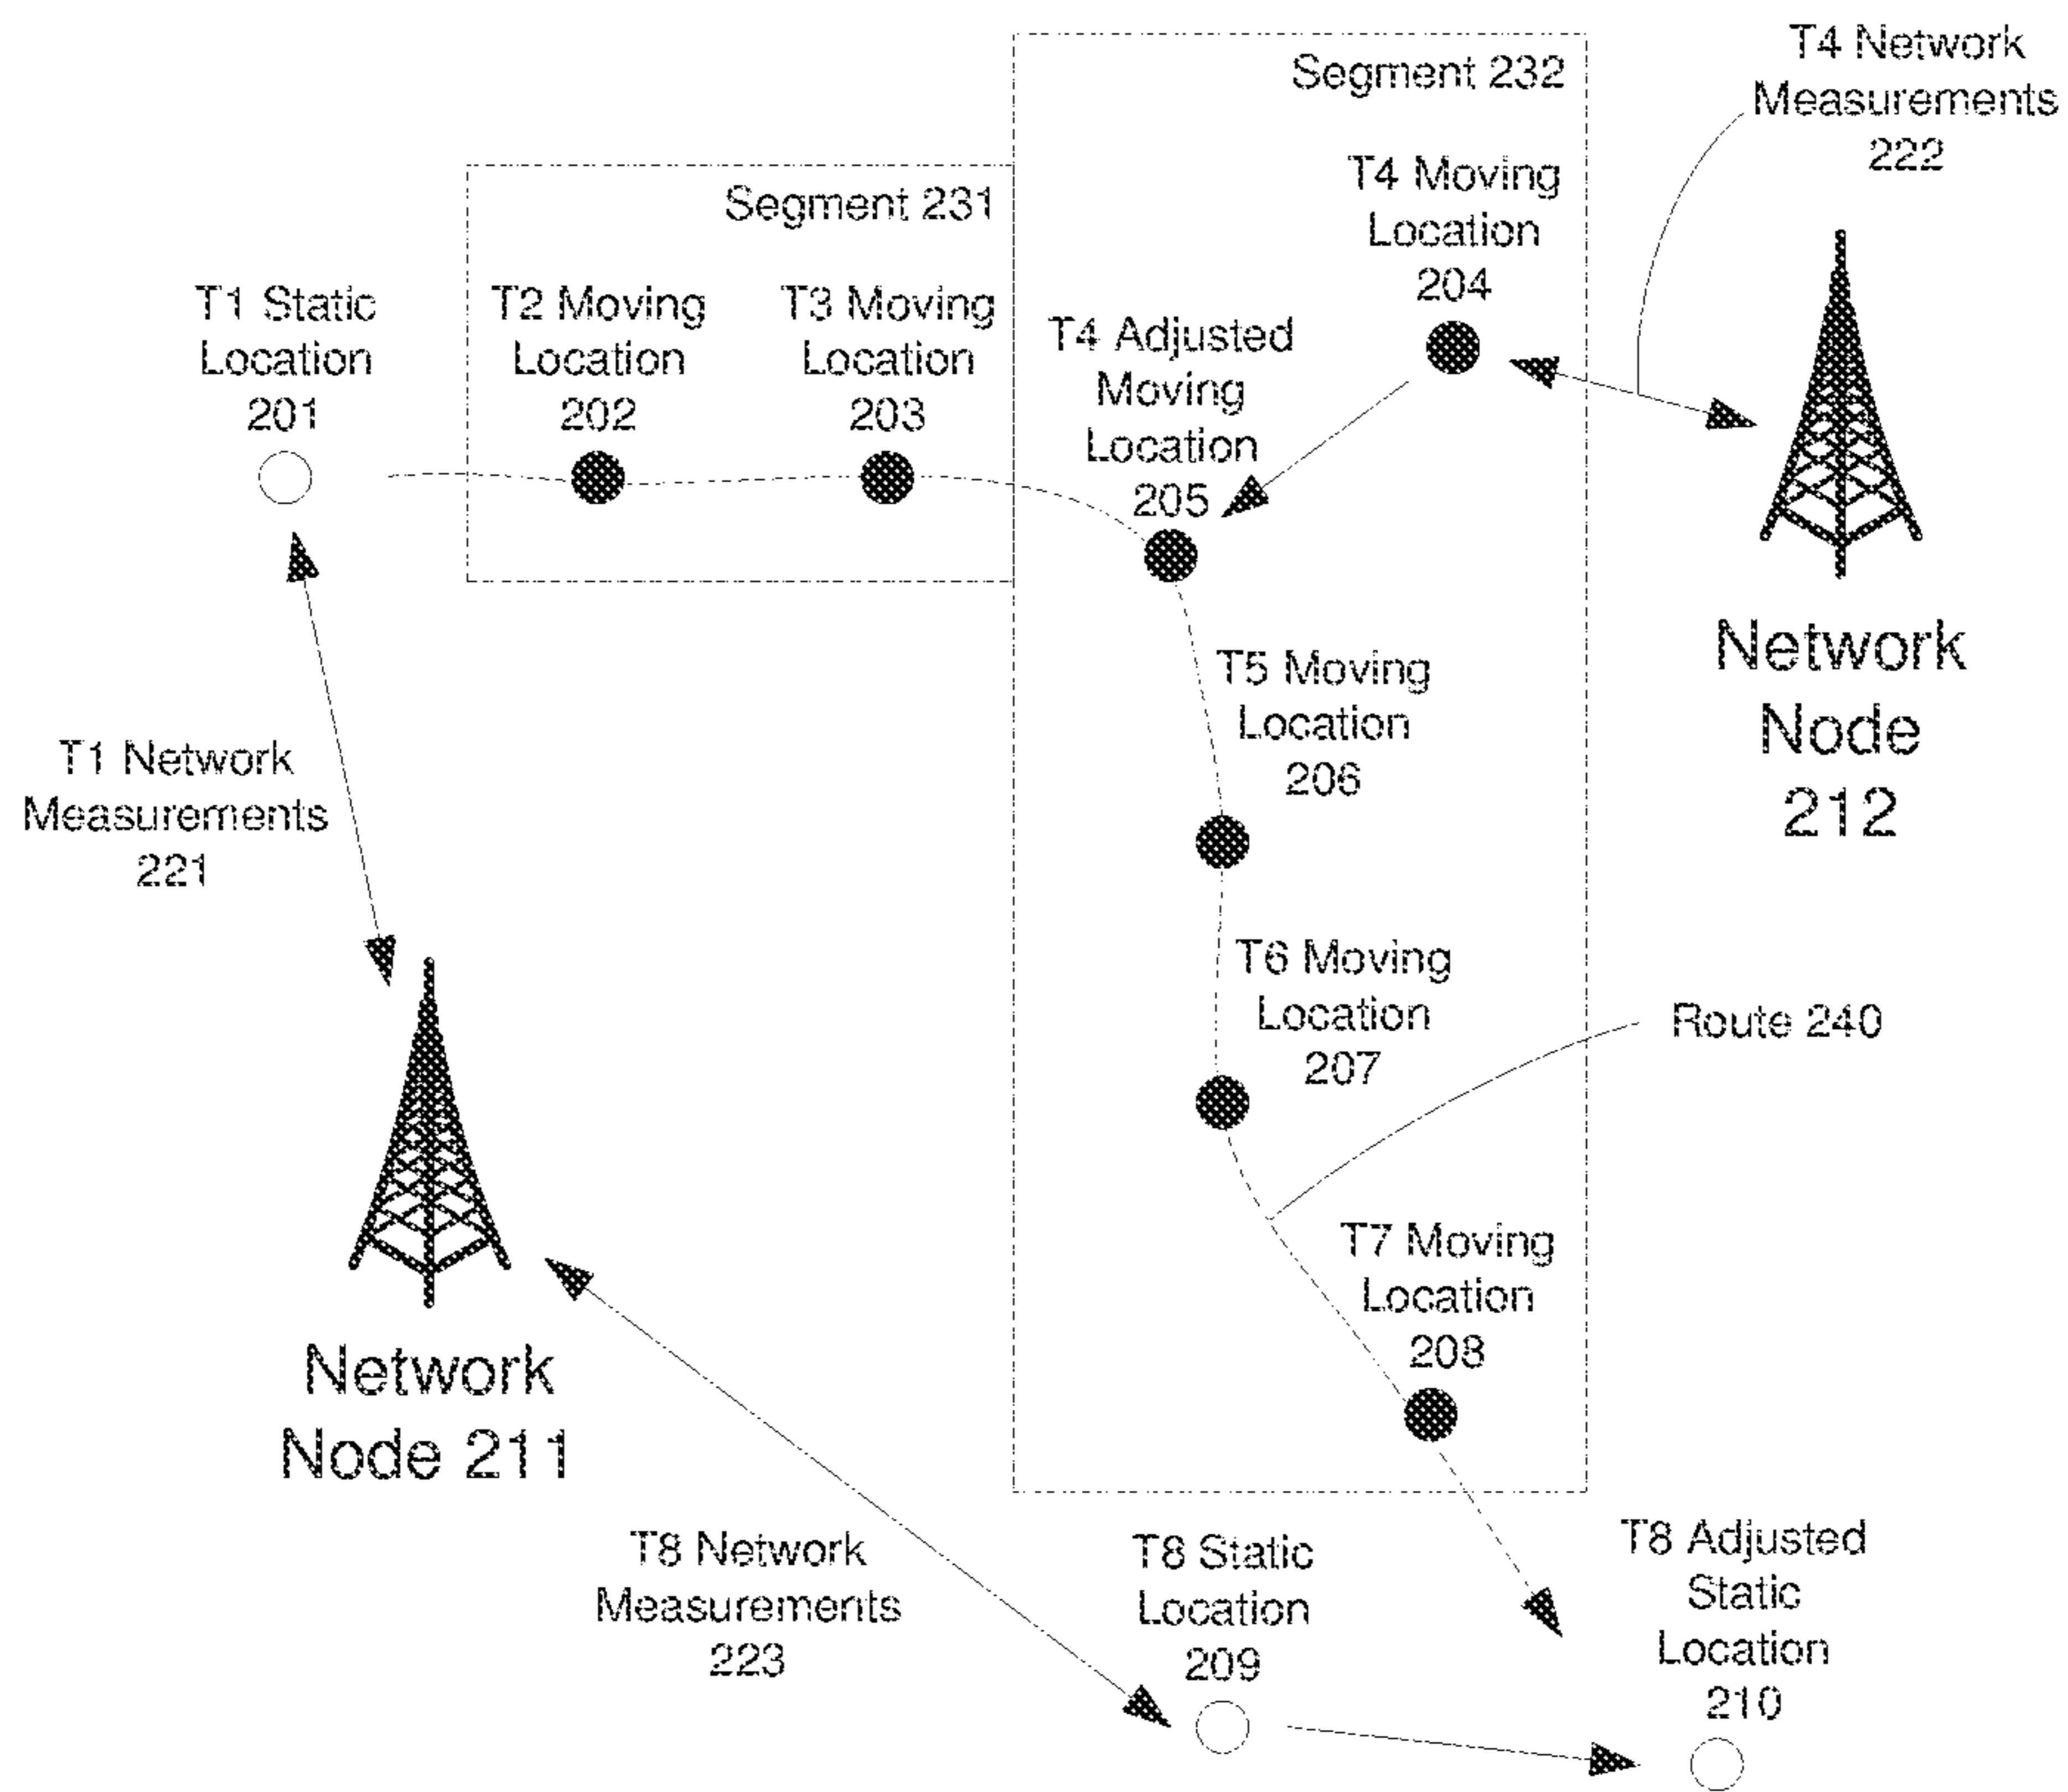 T4 Network
Measurements
222
Segment 232
T4 Moving
Location
204
Segment 231
T1 Static
Location
201
T2 Moving
Location
202
T3 Moving
Location
203
T4 Adjusted
Moving
Location
205
Network
Node
212
T5 Moving
Location
206
T1 Network
Measurements
221
T6 Moving
Location
207
Route 240
T7 Moving
Location
208
Network
Node 211
T8 Network
Measurements
223
T8 Static
Location
209
T8 Adjusted
Static
Location
210